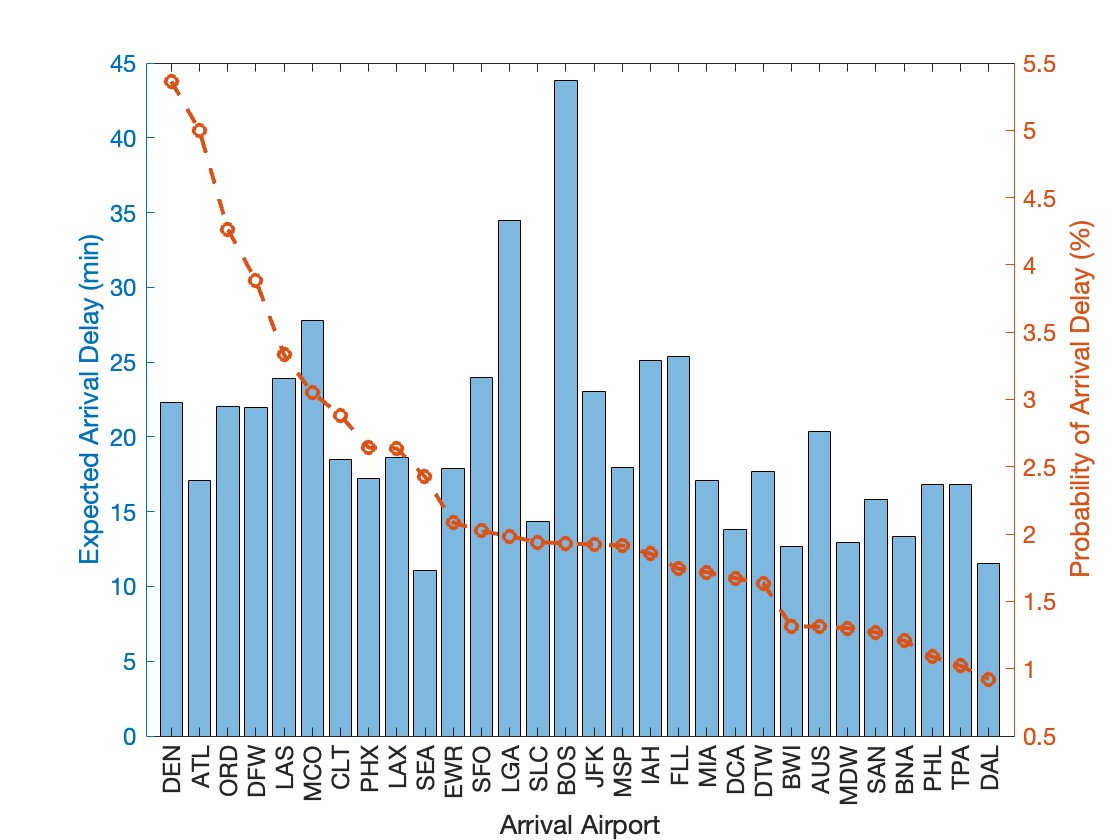 45
40
35
30
25
20
15
10
5
0
Expected Arrival Delay (min)
5.5
5
4.5
4
3.5
3
2.5
2
1.5
1
0.5
Probability of Arrival Delay (%)
DEN
ATL
ORD
DFW
LAS
MCO
CLT
PHX
LAX
SEA
EWR
SFO
LGA
SLC
BOS
JFK
MSP
IAH
FLL
MIA
DCA
DTW
BWI
AUS
MDW
SAN
BNA
PHL
TPA
DAL
Arrival Airport